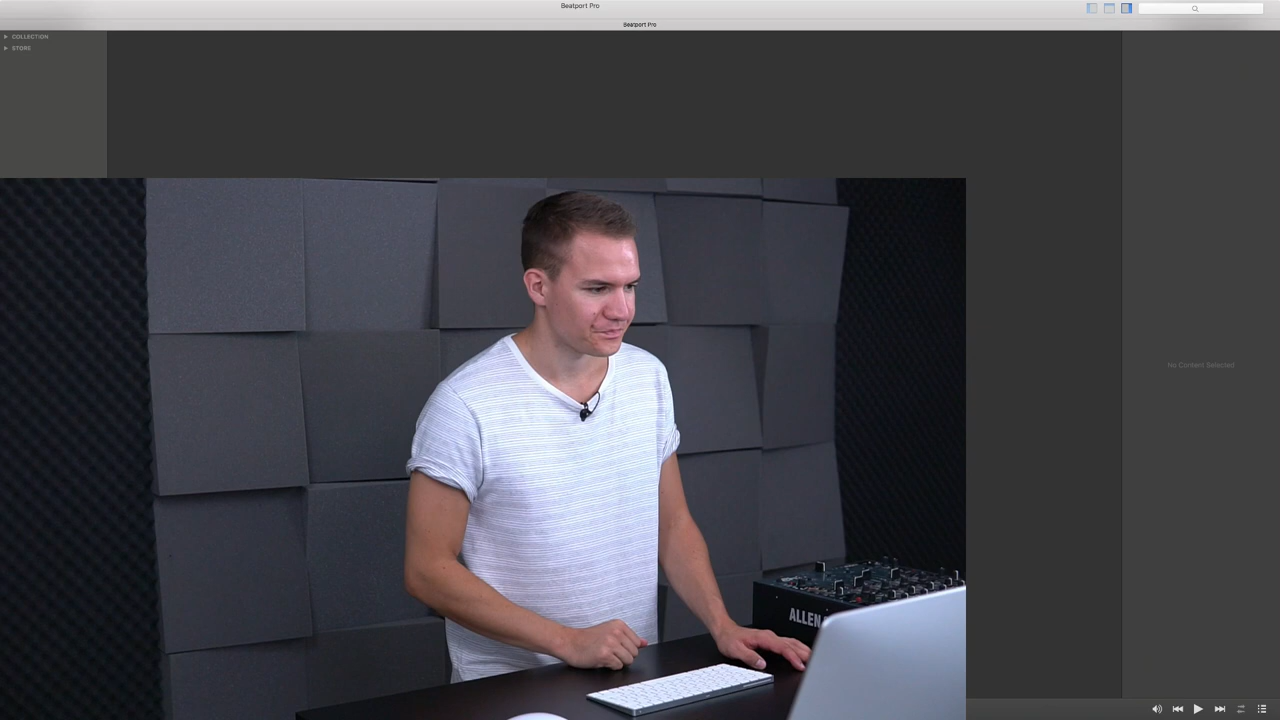 Beatport Pro
Beatport Pro
COLLECTION
STORE
No Content Selected
ALLEN